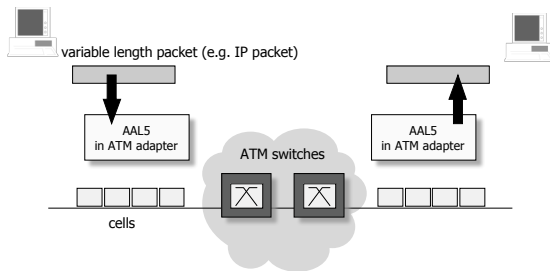 variable length packet (e.g. IP packet)
AAL5
in ATM adapter
AAL5
in ATM adapter
ATM switches
cells